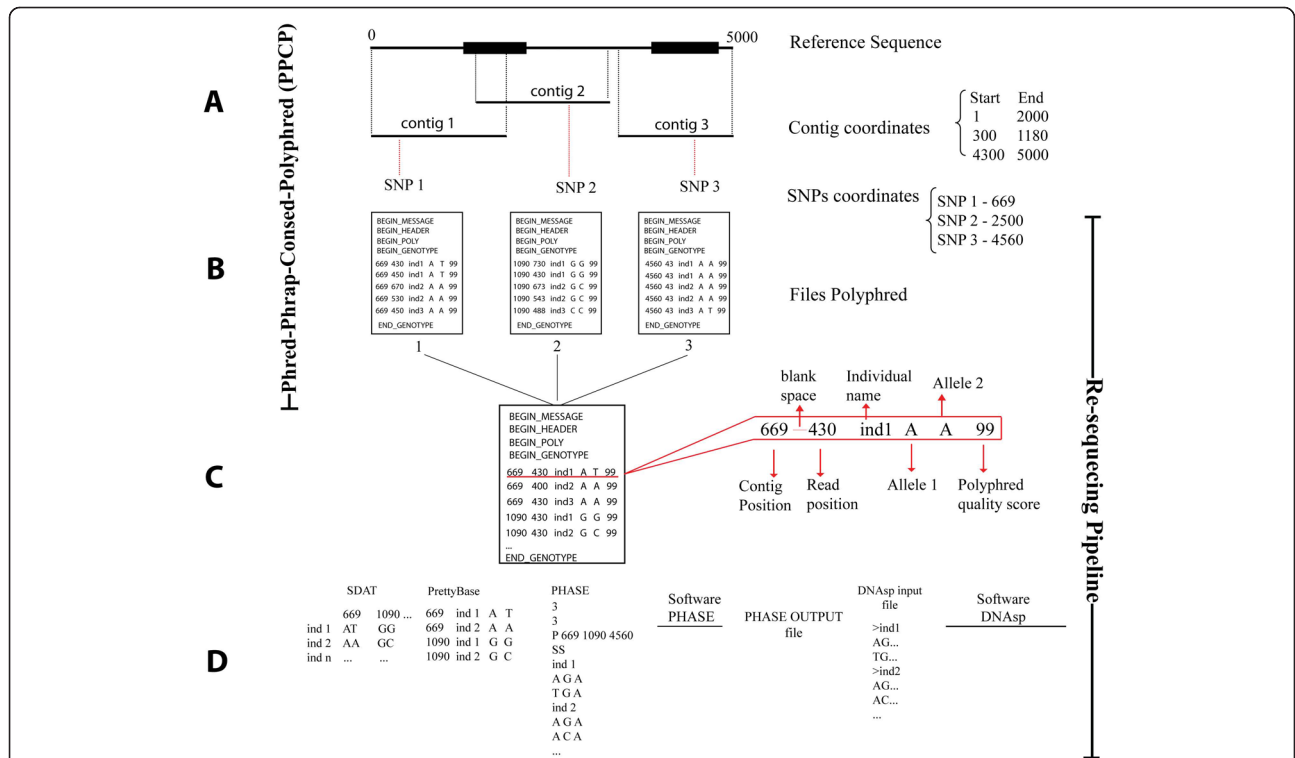 0
5000
Reference Sequence
A
⊢Phred-Phrap-Consed-Polyphred (PPCP)
contig 2
contig 1
contig 3
Contig coordinates
Start End
1 2000
300 1180
4300 5000
SNP 1
SNP 2
SNP 3
SNPs coordinates
SNP 1 - 669
SNP 2 - 2500
SNP 3 - 4560
B
BEGIN_MESSAGE
BEGIN_HEADER
BEGIN_POLY
BEGIN_GENOTYPE
669 430 ind1 A T 99
669 450 ind1 A T 99
669 670 ind2 A A 99
669 530 ind2 A A 99
669 450 ind3 A A 99
END_GENOTYPE
1
BEGIN_MESSAGE
BEGIN_HEADER
BEGIN_POLY
BEGIN_GENOTYPE
1090 730 ind1 G G 99
1090 430 ind1 G G 99
1090 673 ind2 G C 99
1090 543 ind2 G C 99
1090 488 ind3 C C 99
END_GENOTYPE
2
BEGIN_MESSAGE
BEGIN_HEADER
BEGIN_POLY
BEGIN_GENOTYPE
4560 43 ind1 A A 99
4560 43 ind1 A A 99
4560 43 ind2 A A 99
4560 43 ind2 A A 99
4560 43 ind3 A T 99
END_GENOTYPE
3
Files Polyphred
Re-sequecing Pipeline
C
BEGIN_MESSAGE
BEGIN_HEADER
BEGIN_POLY
BEGIN_GENOTYPE
669 430 ind1 A T 99
669 400 ind2 A A 99
669 430 ind3 A A 99
1090 430 ind1 G G 99
1090 430 ind2 G C 99
...
END_GENOTYPE
blank
space
Individual
name
Allele 2
669 430 ind1 A A 99
Contig
Position
Read
position
Allele 1
Polyphred
quality score
D
SDAT
669 1090 ...
ind 1 AT GG
ind 2 AA GC
ind n ... ...
PrettyBase
669 ind 1 A T
669 ind 2 A A
1090 ind 1 G G
1090 ind 2 G C
PHASE
3
3
P 669 1090 4560
SS
ind 1
A G A
T G A
ind 2
A G A
A C A
...
Software
PHASE
PHASE OUTPUT
file
DNAsp input
file
>ind1
AG...
TG...
>ind2
AG...
AC...
...
Software
DNAsp